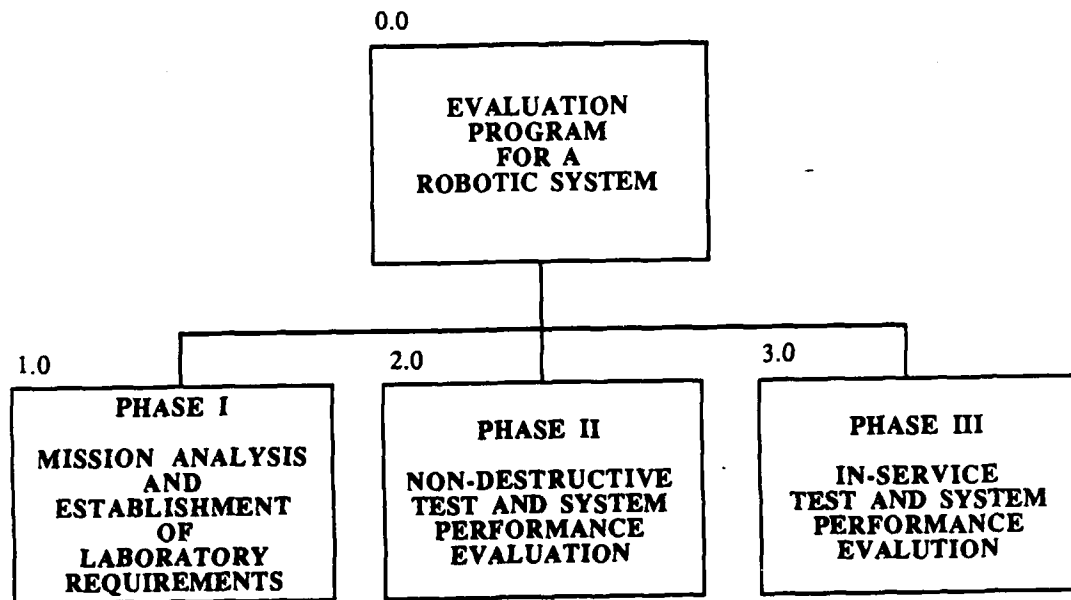 0.0
EVALUATION
PROGRAM
FOR A
ROBOTIC SYSTEM
1.0
PHASE I
MISSION ANALYSIS
AND
ESTABLISHMENT
OF
LABORATORY
REQUIREMENTS
2.0
PHASE II
NON-DESTRUCTIVE
TEST AND SYSTEM
PERFORMANCE
EVALUATION
3.0
PHASE III
IN-SERVICE
TEST AND SYSTEM
PERFORMANCE
EVALUTION